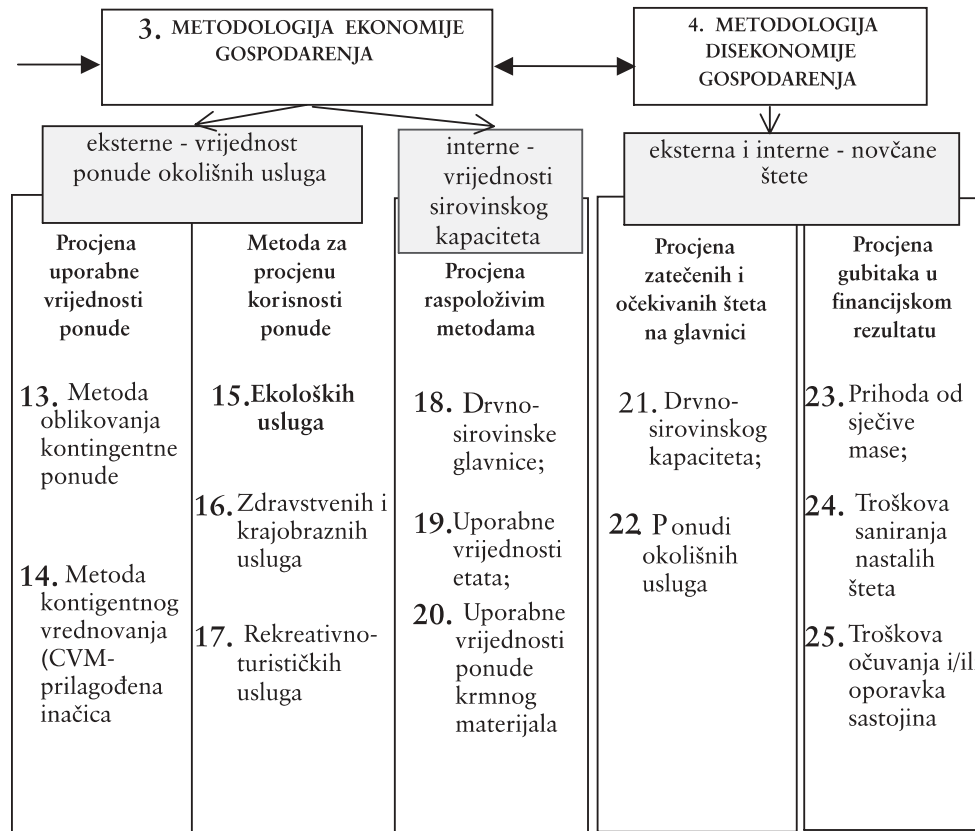 3. METODOLOGIJA EKONOMIJE
GOSPODARENJA
4. METODOLOGIJA
DISEKONOMIJE
GOSPODARENJA
eksterne - vrijednost
ponude okolišnih usluga
interne -
vrijednosti
sirovinskog
kapaciteta
eksterna i interne - novčane
štete
Procjena
uporabne
vrijednosti
ponude
Metoda za
procjenu
korisnosti
ponude
Procjena
raspoloživim
metodama
Procjena
zatečenih i
očekivanih šteta
na glavnici
Procjena
gubitaka u
financijskom
rezultatu
13. Metoda
oblikovanja
kontingentne
ponude
14. Metoda
kontigentnog
vrednovanja
(CVM-
prilagođena
inačica
15. Ekoloških
usluga
16. Zdravstvenih i
krajobraznih
usluga
17. Rekreativno-
turističkih
usluga
18. Drvno-
sirovinske
glavnice;
19. Uporabne
vrijednosti
etata;
20. Uporabne
vrijednosti
ponude
krmnog
materijala
21. Drvno-
sirovinskog
kapaciteta;
22. Ponudi
okolišnih
usluga
23. Prihoda od
sječive
mase;
24. Troškova
saniranja
nastalih
šteta
25. Troškova
očuvanja i/il
oporavka
sastojina